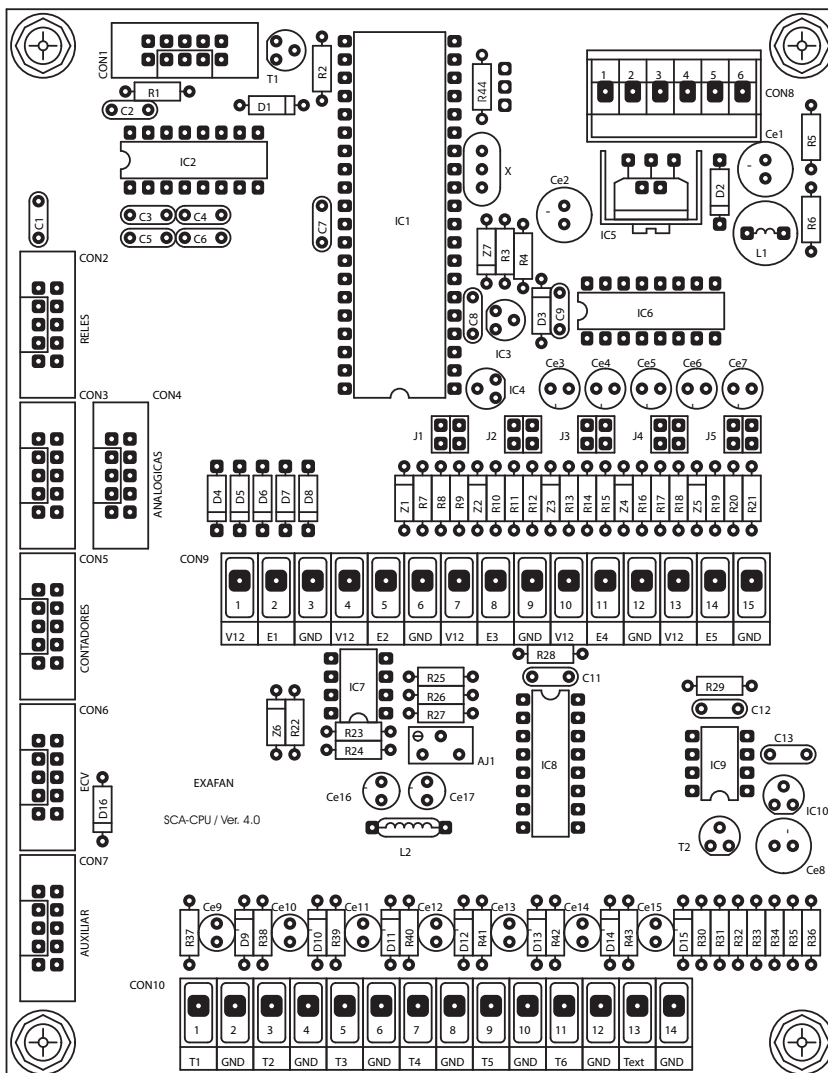 CON1
T1
R2
R44
1 2 3 4 5 6
CON8
R1
C2
D1
IC2
X
Ce1
R5
C1
C3 C4
C5 C6
C7
IC1
Ce2
IC5
D2
L1
R6
CON2
RELES
Z7 R3 R4
C8
IC3
D3 C9
IC6
IC4
Ce3 Ce4 Ce5 Ce6 Ce7
CON3
CON4
ANALOGICAS
J1 J2 J3 J4 J5
D4 D5 D6 D7 D8
Z1 R7 R8 R9 Z2 R10 R11 R12 Z3 R13 R14 R15 Z4 R16 R17 R18 Z5 R19 R20 R21
CON5
CONTADORES
CON9
1 2 3 4 5 6 7 8 9 10 11 12 13 14 15
V12 E1 GND V12 E2 GND V12 E3 GND V12 E4 GND V12 E5 GND
R28
C11
IC7
R25
R26
R27
R29
C12
CON6
ECV
Z6 R22
R23
R24
AJ1
IC8
IC9
C13
IC10
D16
EXAFAN
SCA-CPU / Ver. 4.0
Ce16
Ce17
L2
T2
Ce8
CON7
AUXILIAR
Ce9 Ce10 Ce11 Ce12 Ce13 Ce14 Ce15
R37 D9 R38 D10 R39 D11 R40 D12 R41 D13 R42 D14 R43 D15 R30 R31 R32 R33 R34 R35 R36
CON10
1 2 3 4 5 6 7 8 9 10 11 12 13 14
T1 GND T2 GND T3 GND T4 GND T5 GND T6 GND Text GND